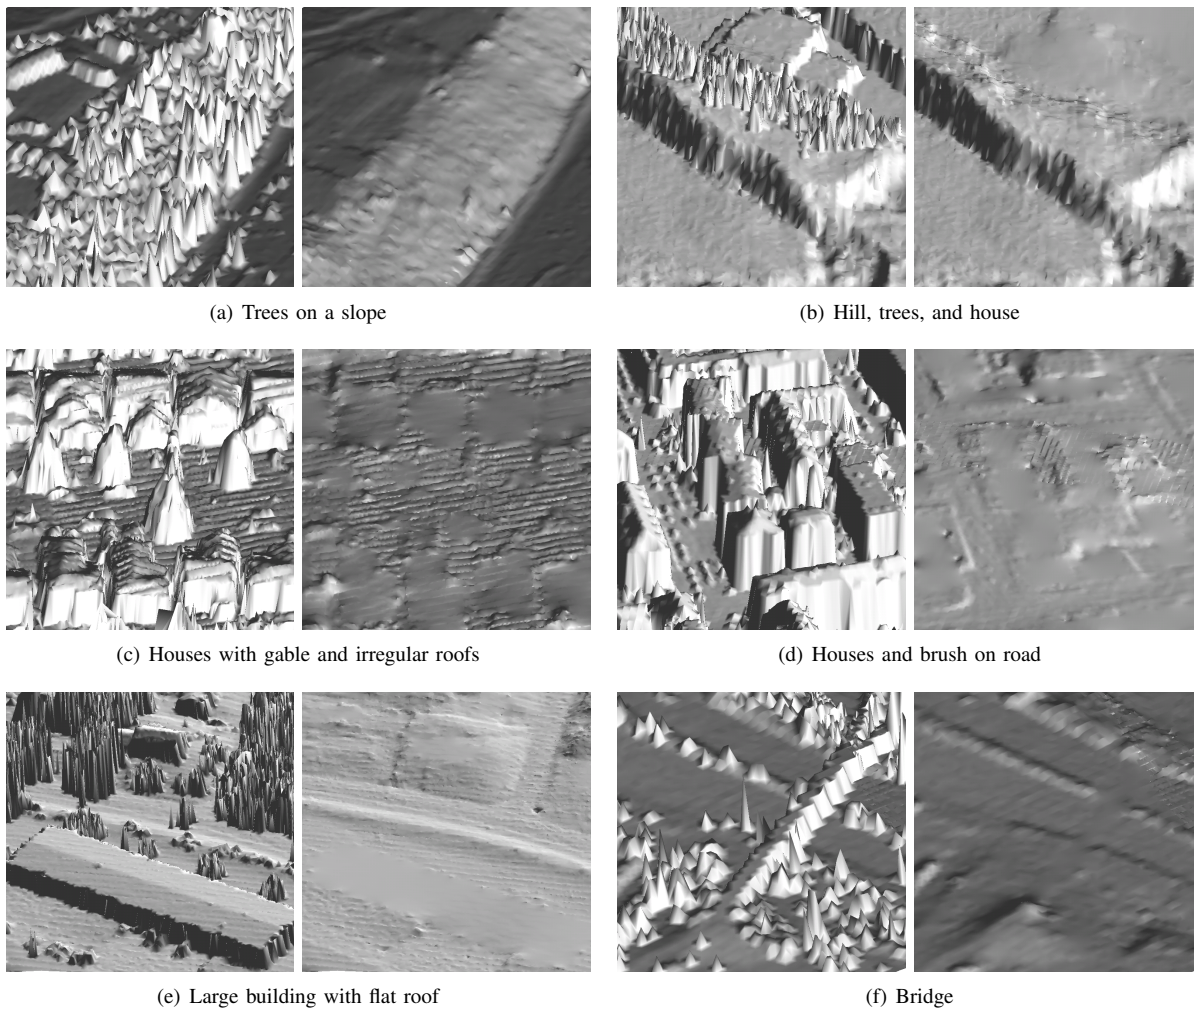 (a) Trees on a slope
(b) Hill, trees, and house
(c) Houses with gable and irregular roofs
(d) Houses and brush on road
(e) Large building with flat roof
(f) Bridge